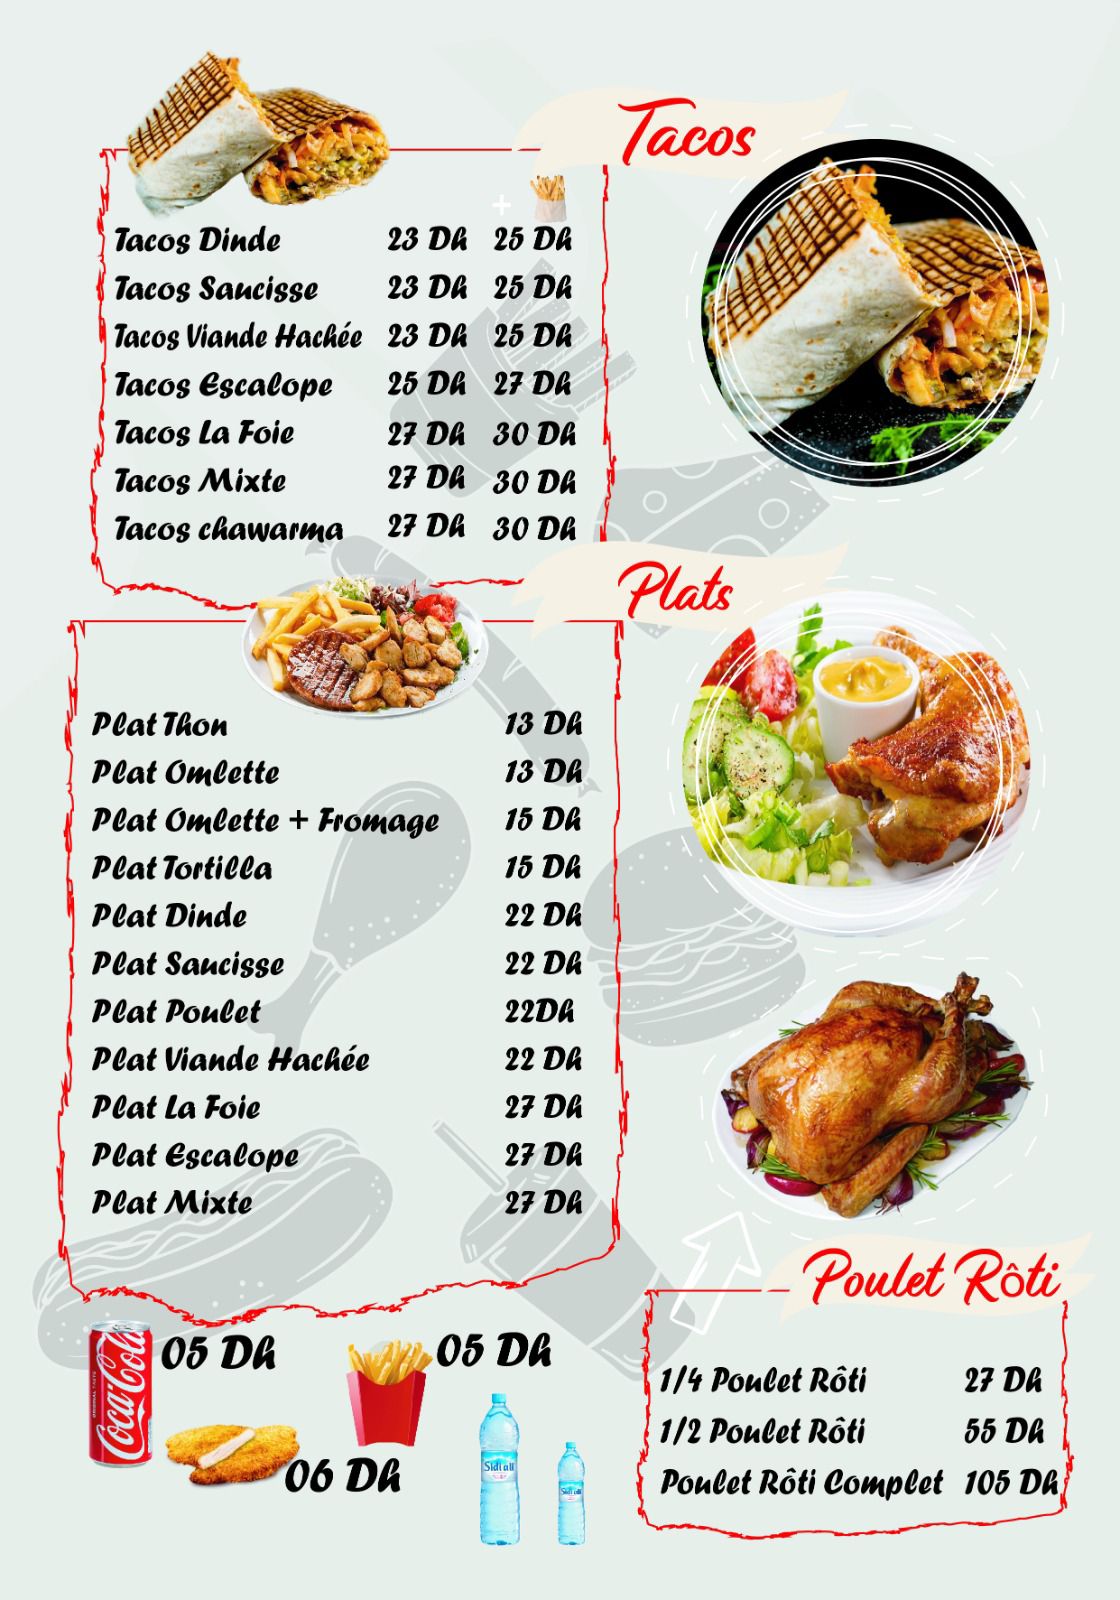 Tacos
+
Tacos Dinde 23 Dh 25 Dh
Tacos Saucisse 23 Dh 25 Dh
Tacos Viande Hachée 23 Dh 25 Dh
Tacos Escalope 25 Dh 27 Dh
Tacos La Foie 27 Dh 30 Dh
Tacos Mixte 27 Dh 30 Dh
Tacos chawarma 27 Dh 30 Dh
Plats
Plat Thon 13 Dh
Plat Omlette 13 Dh
Plat Omlette + Fromage 15 Dh
Plat Tortilla 15 Dh
Plat Dinde 22 Dh
Plat Saucisse 22 Dh
Plat Poulet 22Dh
Plat Viande Hachée 22 Dh
Plat La Foie 27 Dh
Plat Escalope 27 Dh
Plat Mixte 27 Dh
Coca-Cola 05 Dh
05 Dh
06 Dh
Sidi ali
Sidi ali
Poulet Rôti
1/4 Poulet Rôti 27 Dh
1/2 Poulet Rôti 55 Dh
Poulet Rôti Complet 105 Dh